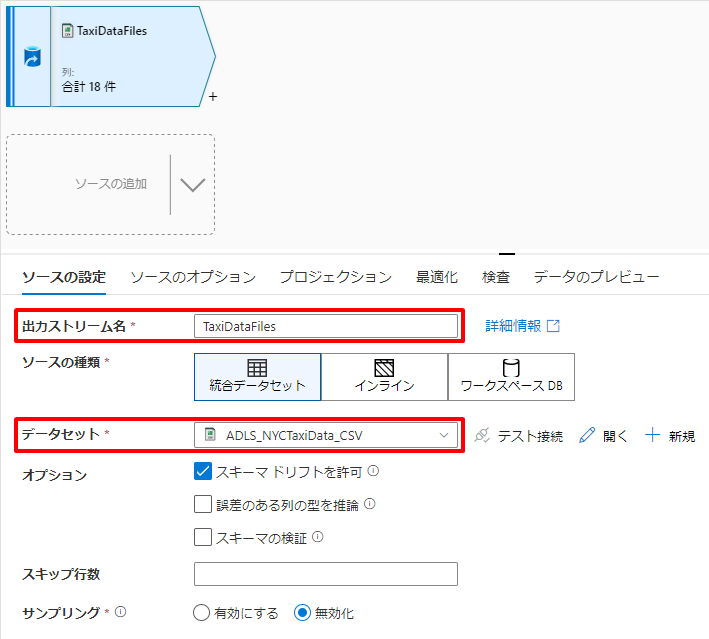 TaxiDataFiles
列:
合計 18 件
+
ソースの追加
ソースの設定 ソースのオプション プロジェクション 最適化 検査 データのプレビュー
出力ストリーム名 * TaxiDataFiles 詳細情報
ソースの種類 *
統合データセット インライン ワークスペース DB
データセット * ADLS_NYCTaxiData_CSV テスト接続 開く 新規
オプション スキーマ ドリフトを許可
誤差のある列の型を推論
スキーマの検証
スキップ行数
サンプリング * 有効にする 無効化